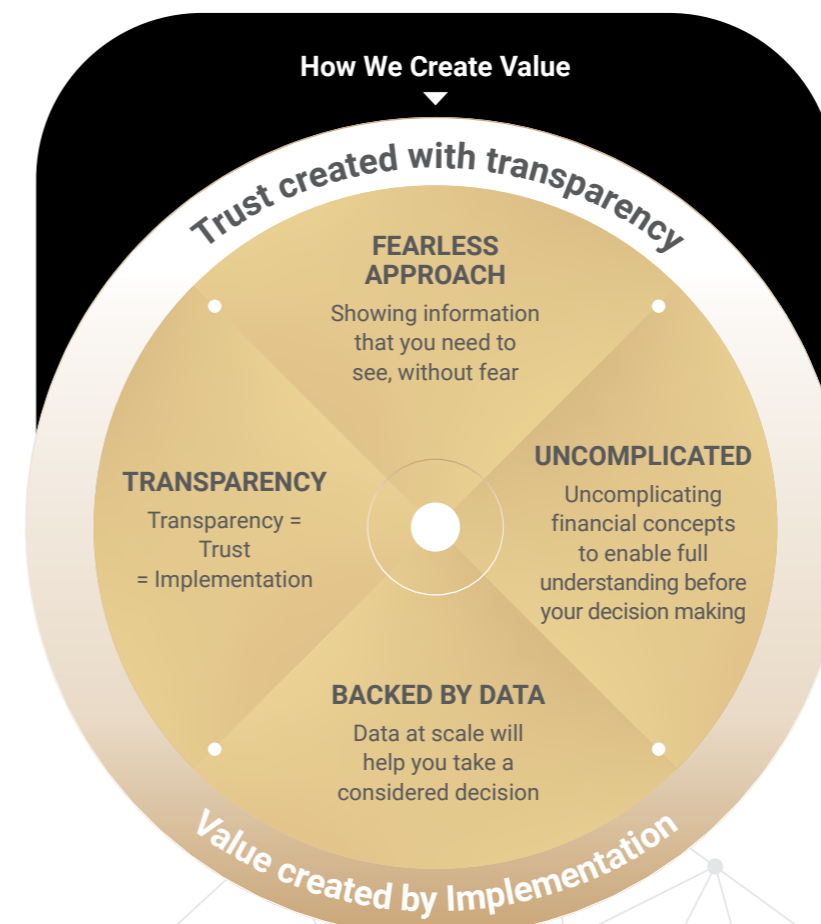 How We Create Value
Trust created with transparency
FEARLESS
APPROACH
Showing information
that you need to
see, without fear
TRANSPARENCY
Transparency =
Trust
= Implementation
UNCOMPLICATED
Uncomplicating
financial concepts
to enable full
understanding before
your decision making
BACKED BY DATA
Data at scale will
help you take a
considered decision
Value created by Implementation